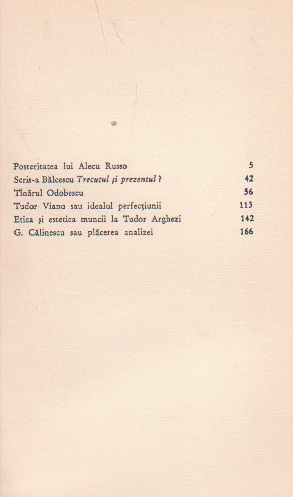 Posteritatea lui Alecu Russo 5
Scris-a Bălcescu Trecutul și prezentul ? 42
Tînărul Odobescu 56
Tudor Vianu sau idealul perfecțiunii 113
Etica și estetica muncii la Tudor Arghezi 142
G. Călinescu sau plăcerea analizei 166